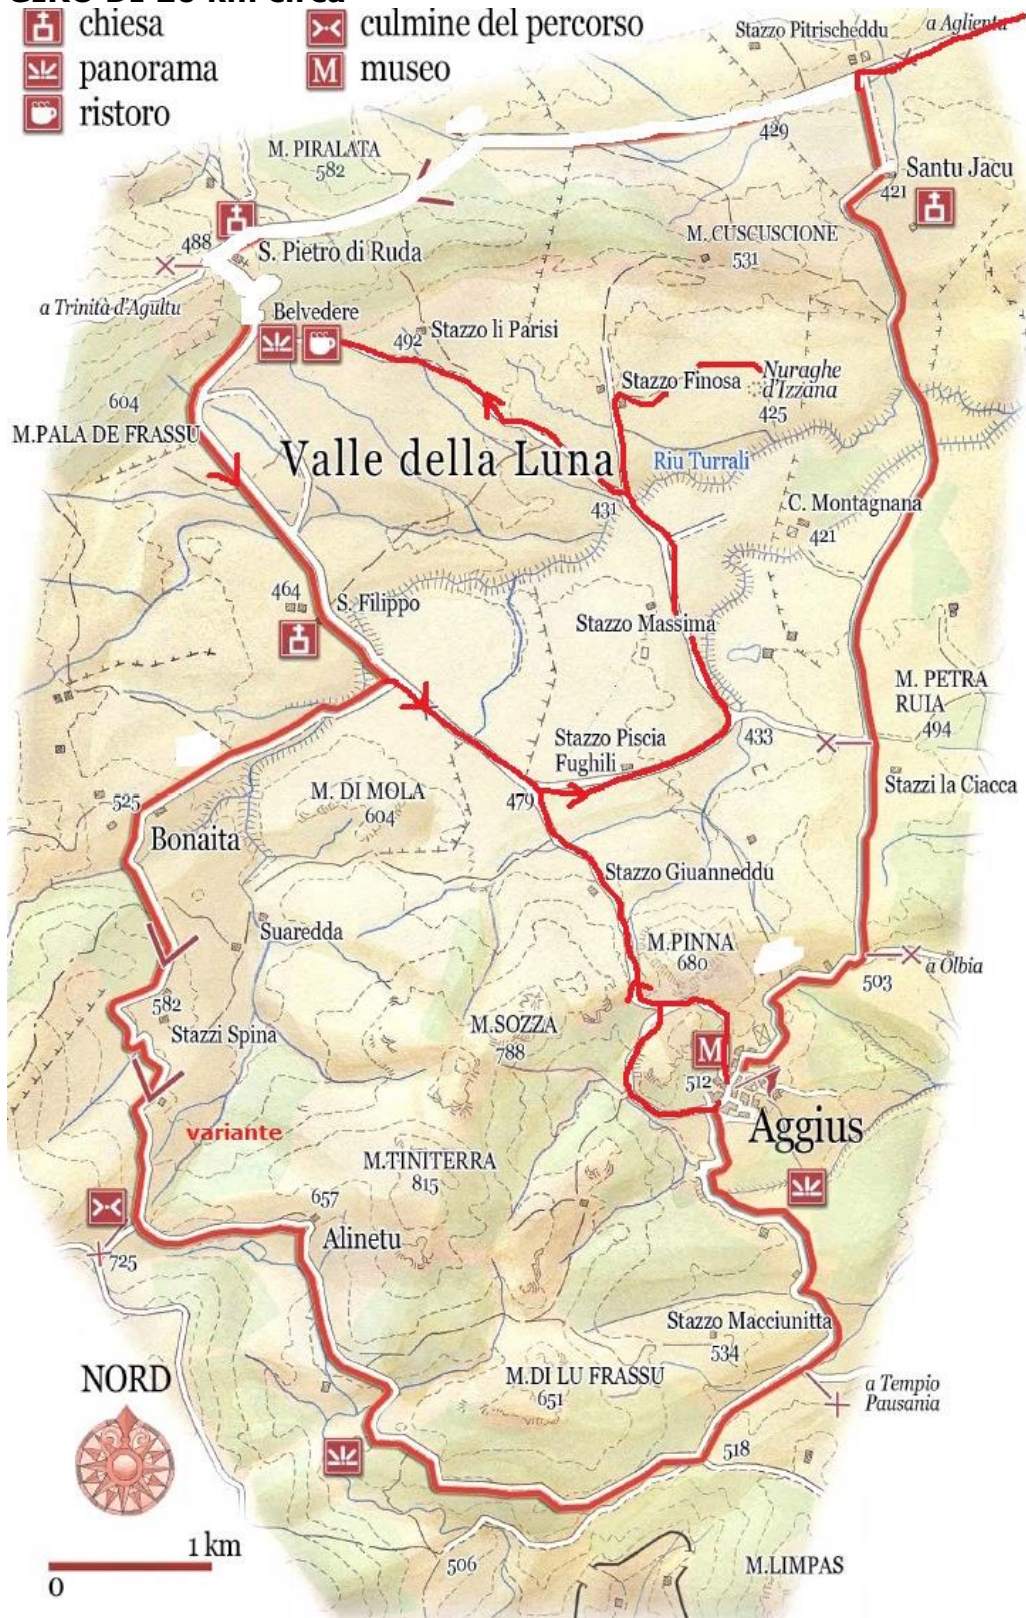 GIRO DI 20 km circa
chiesa
culmine del percorso
panorama
M museo
ristoro
Stazzo Pitrischeddu
a Aglientu
429
M. PIRALATA
582
Santu Jacu
421
M. CUSCUSCIONE
531
488
S. Pietro di Ruda
a Trinità d'Agultu
Belvedere
492
Stazzo li Parisi
Stazzo Finosa
Nuraghe
d'Izzana
425
604
M.PALA DE FRASSU
Valle della Luna
Riu Turrali
431
C. Montagnana
421
464
S. Filippo
Stazzo Massima
M. PETRA
RUIA
494
433
Stazzo Piscia
Fughili
Stazzi la Ciacca
479
M. DI MOLA
604
525
Bonaita
Stazzo Giuanneddu
Suaredda
M.PINNA
680
a Olbia
503
582
Stazzi Spina
M.SOZZA
788
M
512
Aggius
variante
M.TINITERRA
815
657
Alinetu
725
Stazzo Macciunitta
534
NORD
M.DI LU FRASSU
651
a Tempio
Pausania
518
1 km
0
506
M.LIMPAS